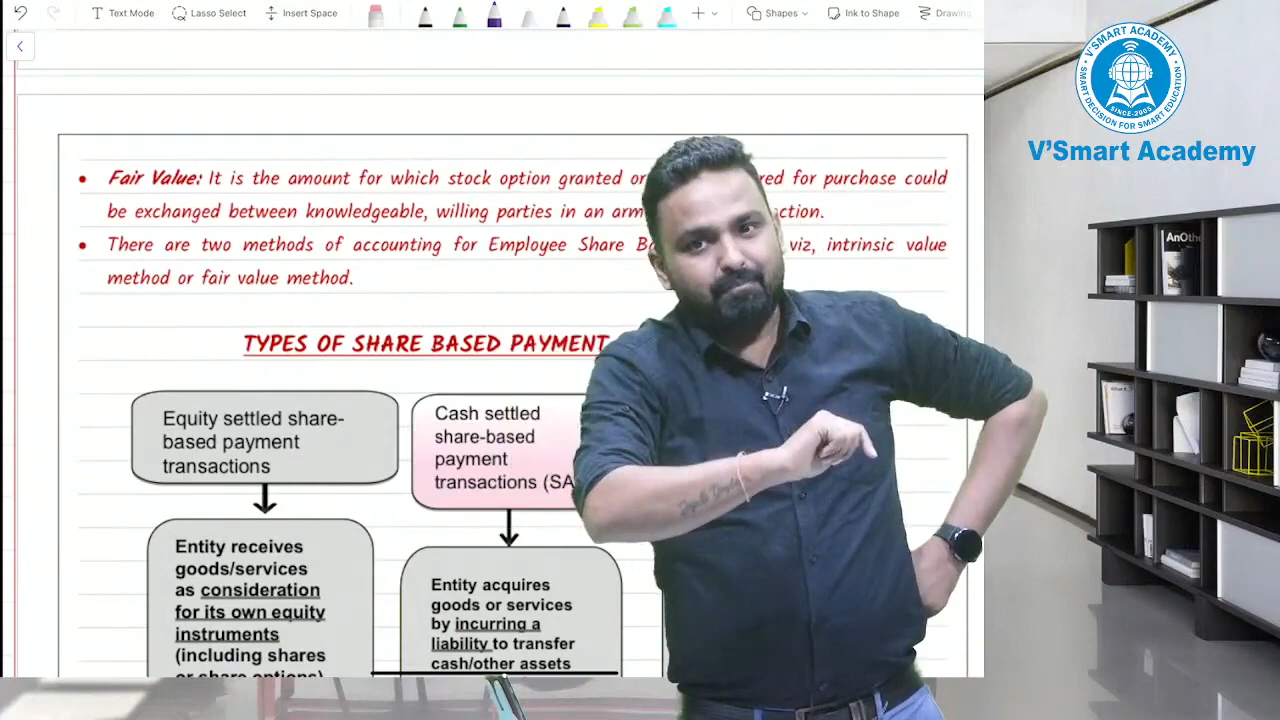 Text Mode
Lasso Select
Insert Space
Shapes
Ink to Shape
Drawing
V'SMART ACADEMY
SMART DECISION FOR SMART EDUCATION
SINCE-2005
V'Smart Academy
• Fair Value: It is the amount for which stock option granted or for purchase could
be exchanged between knowledgeable, willing parties in an
• There are two methods of accounting for Employee Share viz, intrinsic value
method or fair value method.
TYPES OF SHARE BASED PAYMENT
Equity settled share-
based payment
transactions
Cash settled
share-based
payment
transactions (SA
Entity receives
goods/services
as consideration
for its own equity
instruments
(including shares
or share options)
Entity acquires
goods or services
by incurring a
liability to transfer
cash/other assets